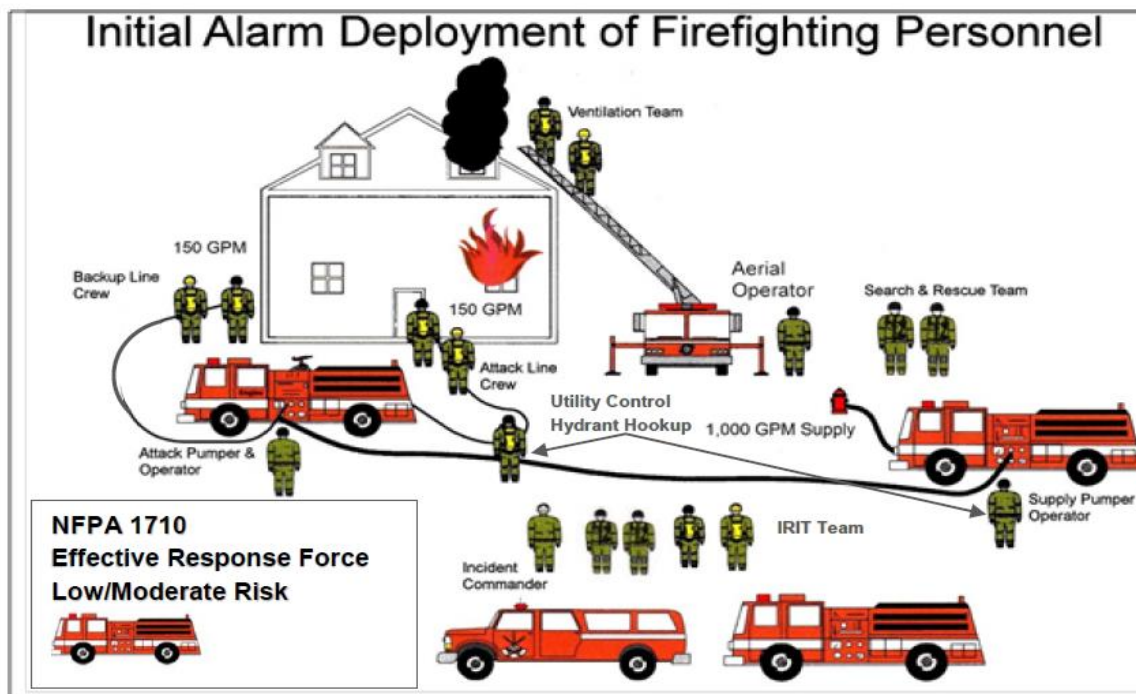 Initial Alarm Deployment of Firefighting Personnel
Ventilation Team
150 GPM
Backup Line
Crew
150 GPM
Aerial
Operator
Search & Rescue Team
Attack Line
Crew
Utility Control
Hydrant Hookup
1,000 GPM Supply
Attack Pumper &
Operator
Supply Pumper
Operator
IRIT Team
Incident
Commander
NFPA 1710
Effective Response Force
Low/Moderate Risk